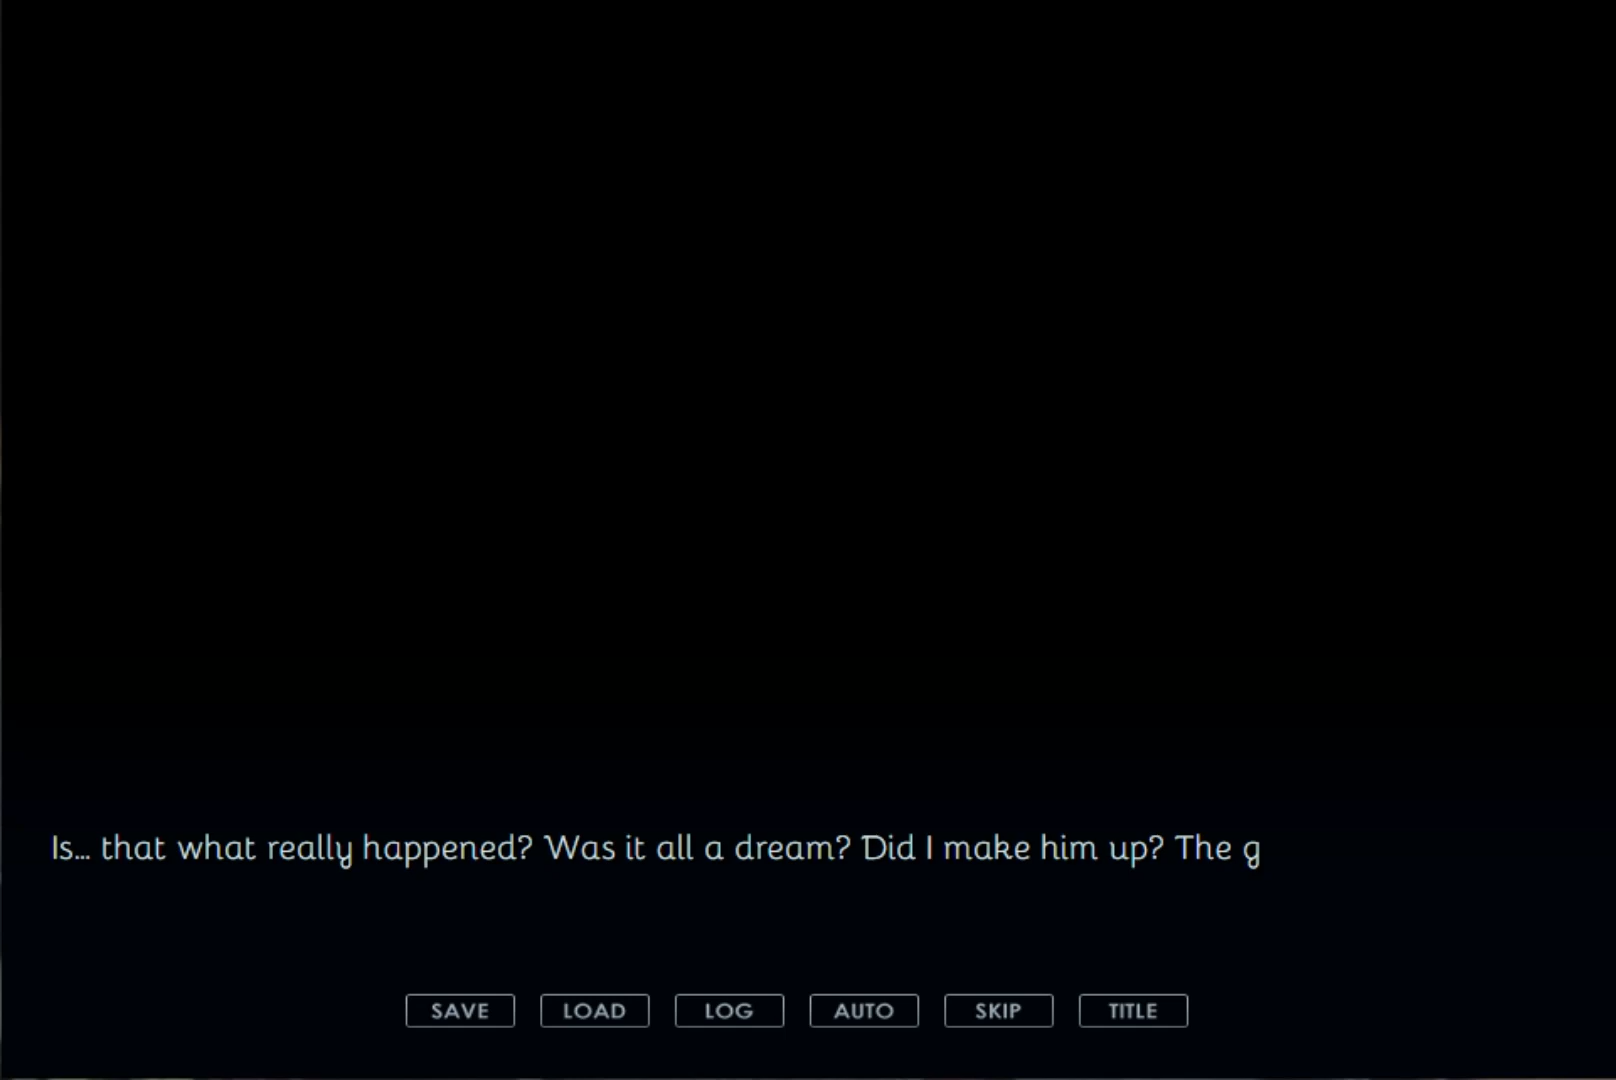 Is... that what really happened? Was it all a dream? Did I make him up? The g
SAVE LOAD LOG AUTO SKIP TITLE